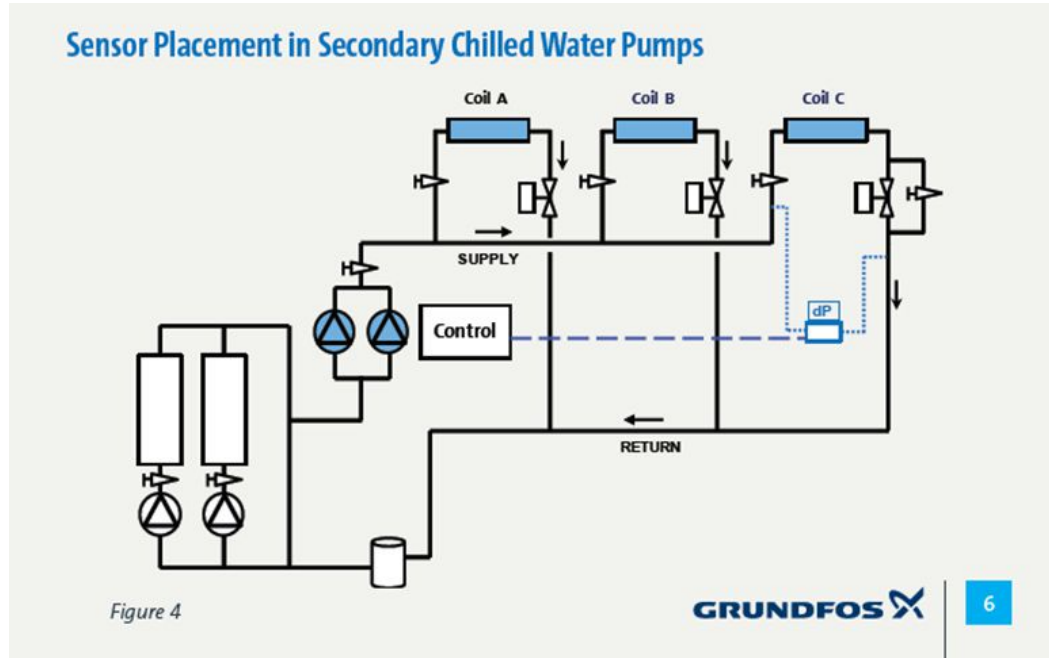 Sensor Placement in Secondary Chilled Water Pumps
Coil A
Coil B
Coil C
SUPPLY
dP
Control
RETURN
Figure 4
GRUNDFOS
6